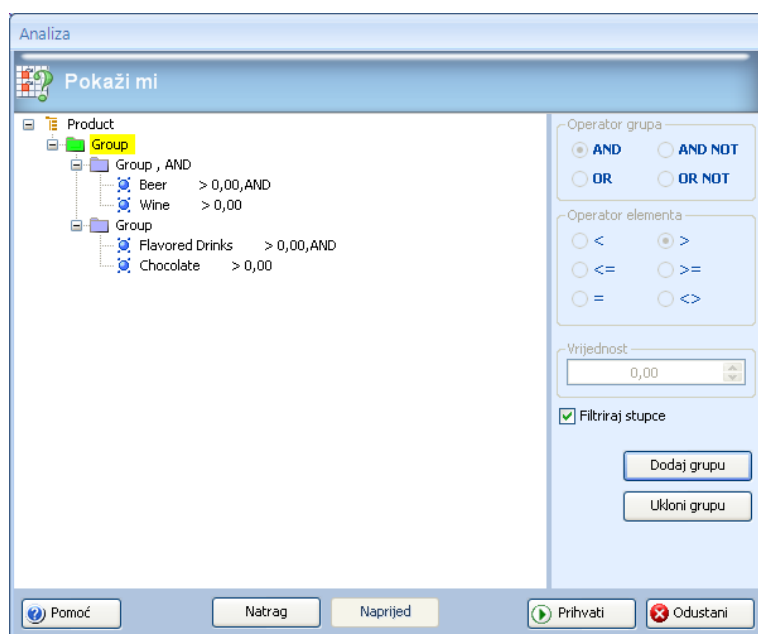 Analiza
Pokaži mi
Product
Group
Group , AND
Beer > 0,00,AND
Wine > 0,00
Group
Flavored Drinks > 0,00,AND
Chocolate > 0,00
Operator grupa
AND AND NOT
OR OR NOT
Operator elementa
< >
<= >=
= <>
Vrijednost
0,00
Filtriraj stupce
Dodaj grupu
Ukloni grupu
Pomoć Natrag Naprijed Prihvati Odustani